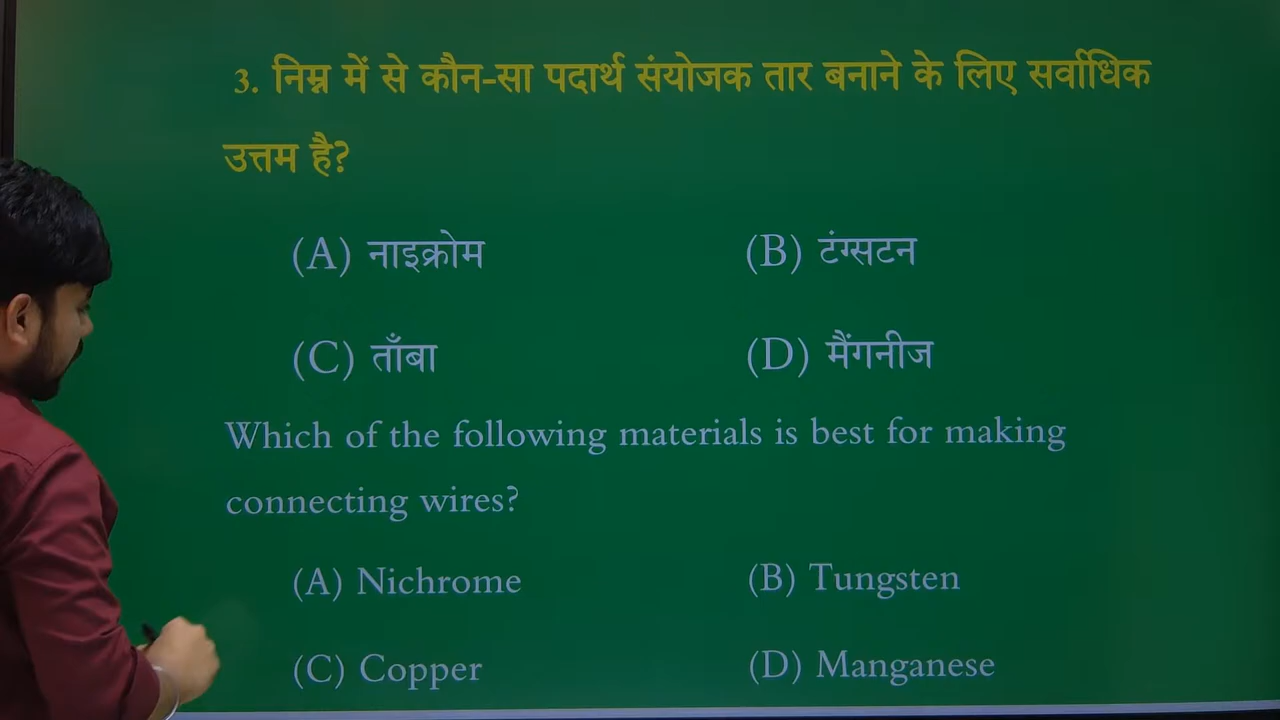 3. निम्न में से कौन-सा पदार्थ संयोजक तार बनाने के लिए सर्वाधिक
उत्तम है?
(A) नाइक्रोम (B) टंग्सटन
(C) ताँबा (D) मैंगनीज
Which of the following materials is best for making
connecting wires?
(A) Nichrome (B) Tungsten
(C) Copper (D) Manganese